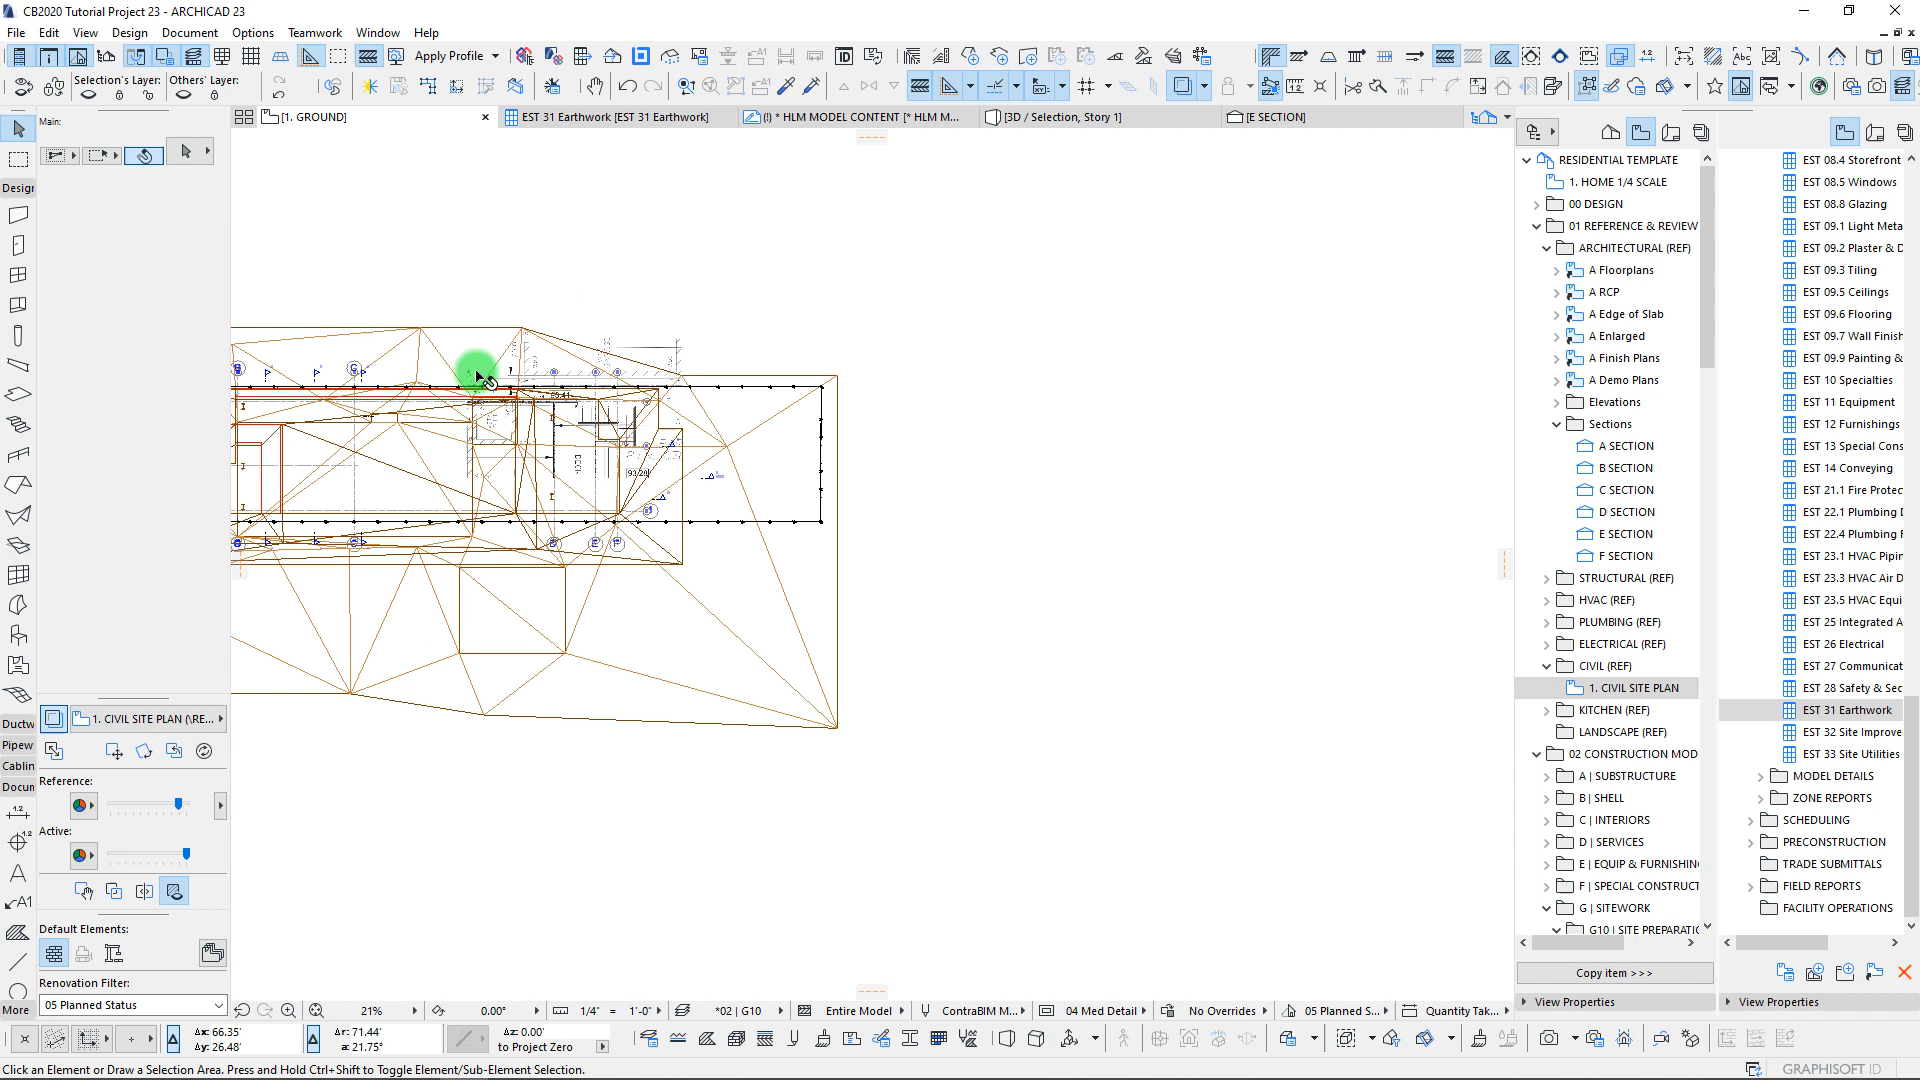 CB2020 Tutorial Project 23 - ARCHICAD 23
File Edit View Design Document Options Teamwork Window Help
Apply Profile
Selection's Layer: Others' Layer:
[1. GROUND]
EST 31 Earthwork [EST 31 Earthwork]
(!) * HLM MODEL CONTENT [* HLM M...
[3D / Selection, Story 1]
[E SECTION]
Main:
Design
Ductw
Pipew
Cablin
Docun
More
1. CIVIL SITE PLAN (\RE...
Reference:
Active:
Default Elements:
Renovation Filter:
05 Planned Status
DECK
93.20
RESIDENTIAL TEMPLATE
1. HOME 1/4 SCALE
00 DESIGN
01 REFERENCE & REVIEW
ARCHITECTURAL (REF)
A Floorplans
A RCP
A Edge of Slab
A Enlarged
A Finish Plans
A Demo Plans
Elevations
Sections
A SECTION
B SECTION
C SECTION
D SECTION
E SECTION
F SECTION
STRUCTURAL (REF)
HVAC (REF)
PLUMBING (REF)
ELECTRICAL (REF)
CIVIL (REF)
1. CIVIL SITE PLAN
KITCHEN (REF)
LANDSCAPE (REF)
02 CONSTRUCTION MOD
A | SUBSTRUCTURE
B | SHELL
C | INTERIORS
D | SERVICES
E | EQUIP & FURNISHIN
F | SPECIAL CONSTRUCT
G | SITEWORK
G10 | SITE PREPARATIC
Copy item >>>
View Properties
EST 08.4 Storefront
EST 08.5 Windows
EST 08.8 Glazing
EST 09.1 Light Meta
EST 09.2 Plaster & D
EST 09.3 Tiling
EST 09.5 Ceilings
EST 09.6 Flooring
EST 09.7 Wall Finish
EST 09.9 Painting &
EST 10 Specialties
EST 11 Equipment
EST 12 Furnishings
EST 13 Special Cons
EST 14 Conveying
EST 21.1 Fire Protec
EST 22.1 Plumbing D
EST 22.4 Plumbing F
EST 23.1 HVAC Pipin
EST 23.3 HVAC Air D
EST 23.5 HVAC Equi
EST 25 Integrated A
EST 26 Electrical
EST 27 Communicat
EST 28 Safety & Sec
EST 31 Earthwork
EST 32 Site Improve
EST 33 Site Utilities
MODEL DETAILS
ZONE REPORTS
SCHEDULING
PRECONSTRUCTION
TRADE SUBMITTALS
FIELD REPORTS
FACILITY OPERATIONS
View Properties
21% 0.00° 1/4" = 1'-0" *02 | G10 Entire Model ContraBIM M... 04 Med Detail No Overrides 05 Planned S... Quantity Tak...
Δx: 66.35' Δr: 71.44' Δz: 0.00'
Δy: 26.48' a: 21.75° to Project Zero
Click an Element or Draw a Selection Area. Press and Hold Ctrl+Shift to Toggle Element/Sub-Element Selection.
GRAPHISOFT ID